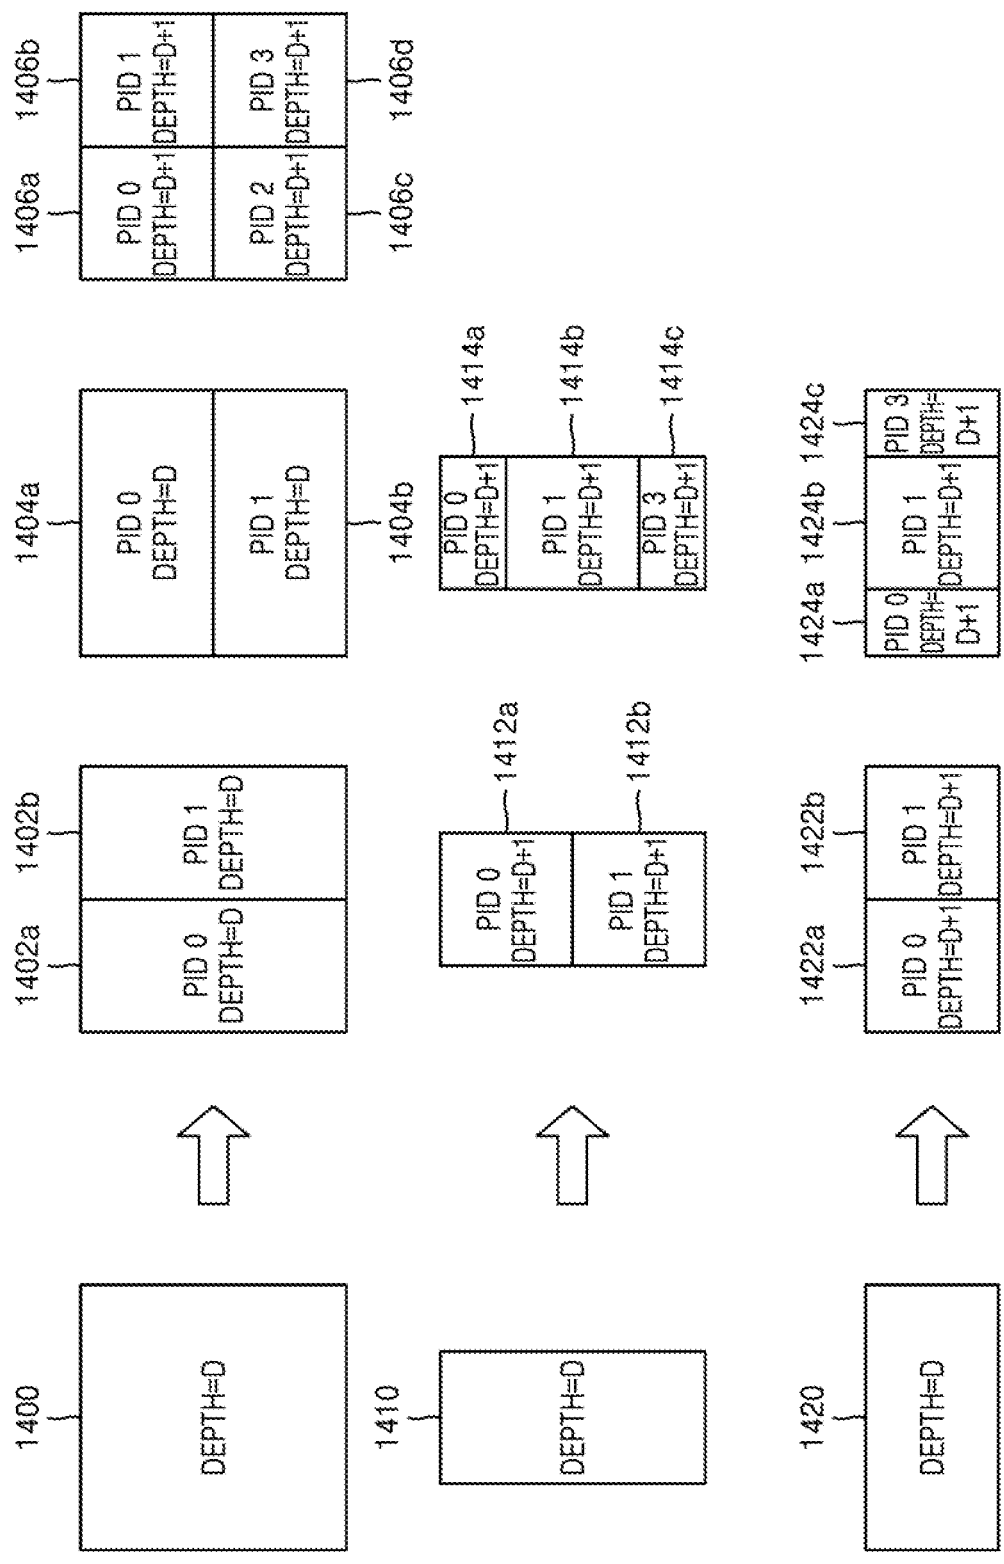 1400
DEPTH=D
1402a
1402b
PID 0
DEPTH=D
PID 1
DEPTH=D
1404a
PID 0
DEPTH=D
PID 1
DEPTH=D
1404b
1406a
1406b
PID 0
DEPTH=D+1
PID 1
DEPTH=D+1
PID 2
DEPTH=D+1
PID 3
DEPTH=D+1
1406c
1406d
1410
DEPTH=D
PID 0
DEPTH=D+1
1412a
PID 1
DEPTH=D+1
1412b
PID 0
DEPTH=D+1
1414a
PID 1
DEPTH=D+1
1414b
PID 3
DEPTH=D+1
1414c
1420
DEPTH=D
1422a
1422b
PID 0
DEPTH=D+1
PID 1
DEPTH=D+1
1424a
1424b
1424c
PID 0
DEPTH=
D+1
PID 1
DEPTH=D+1
PID 3
DEPTH=
D+1